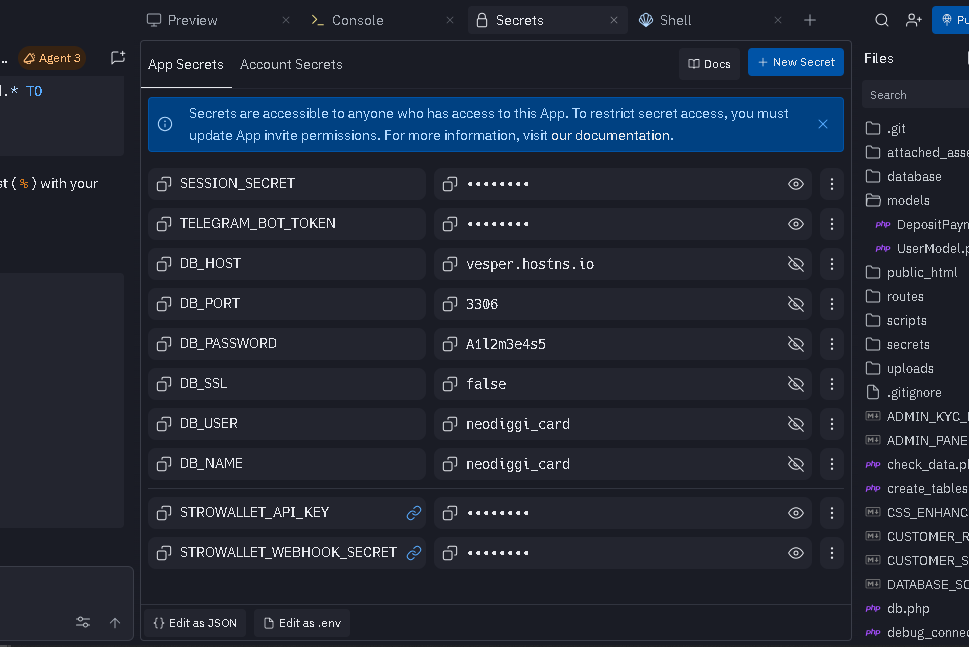 Preview
Console
Secrets
Shell
Agent 3
App Secrets
Account Secrets
Docs
New Secret
Files
.* TO
Search
Secrets are accessible to anyone who has access to this App. To restrict secret access, you must
update App invite permissions. For more information, visit our documentation.
(%) with your
SESSION_SECRET ••••••••
TELEGRAM_BOT_TOKEN ••••••••
DB_HOST vesper.hostns.io
DB_PORT 3306
DB_PASSWORD A1l2m3e4s5
DB_SSL false
DB_USER neodiggi_card
DB_NAME neodiggi_card
STROWALLET_API_KEY ••••••••
STROWALLET_WEBHOOK_SECRET ••••••••
{} Edit as JSON
Edit as .env
.git
attached_asse
database
models
php DepositPayn
php UserModel.p
public_html
routes
scripts
secrets
uploads
.gitignore
ADMIN_KYC_
ADMIN_PANE
php check_data.p
php create_tables
CSS_ENHANC
CUSTOMER_R
CUSTOMER_S
DATABASE_SC
php db.php
php debug_connec